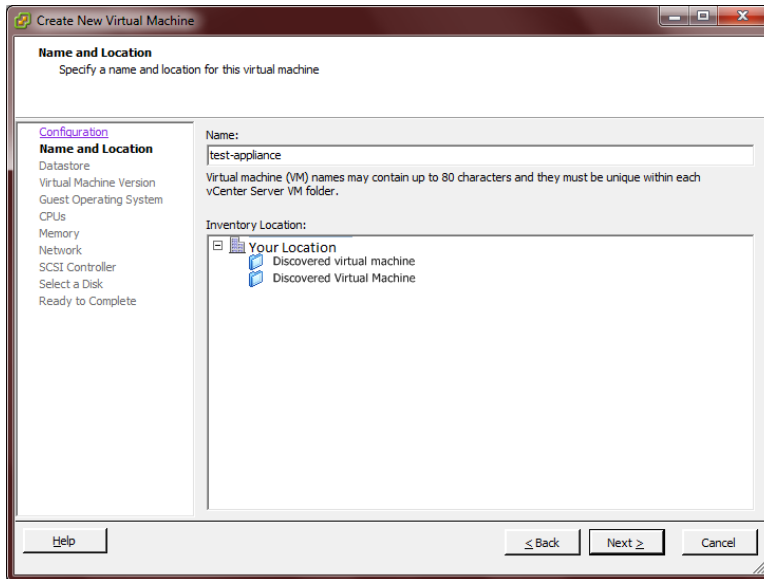 Create New Virtual Machine
Name and Location
Specify a name and location for this virtual machine
Configuration
Name and Location
Datastore
Virtual Machine Version
Guest Operating System
CPUs
Memory
Network
SCSI Controller
Select a Disk
Ready to Complete
Name:
test-appliance
Virtual machine (VM) names may contain up to 80 characters and they must be unique within each
vCenter Server VM folder.
Inventory Location:
Your Location
Discovered virtual machine
Discovered Virtual Machine
Help
< Back
Next >
Cancel